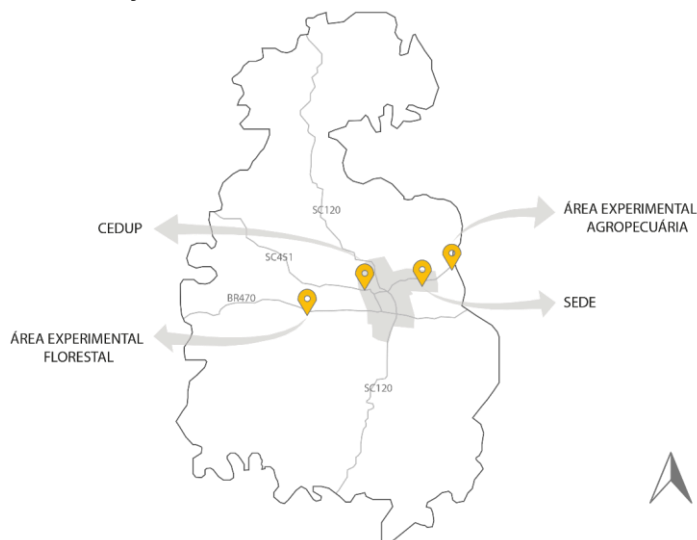 SC120
ÁREA EXPERIMENTAL
AGROPECUÁRIA
CEDUP
SC451
BR470
SEDE
ÁREA EXPERIMENTAL
FLORESTAL
SC120